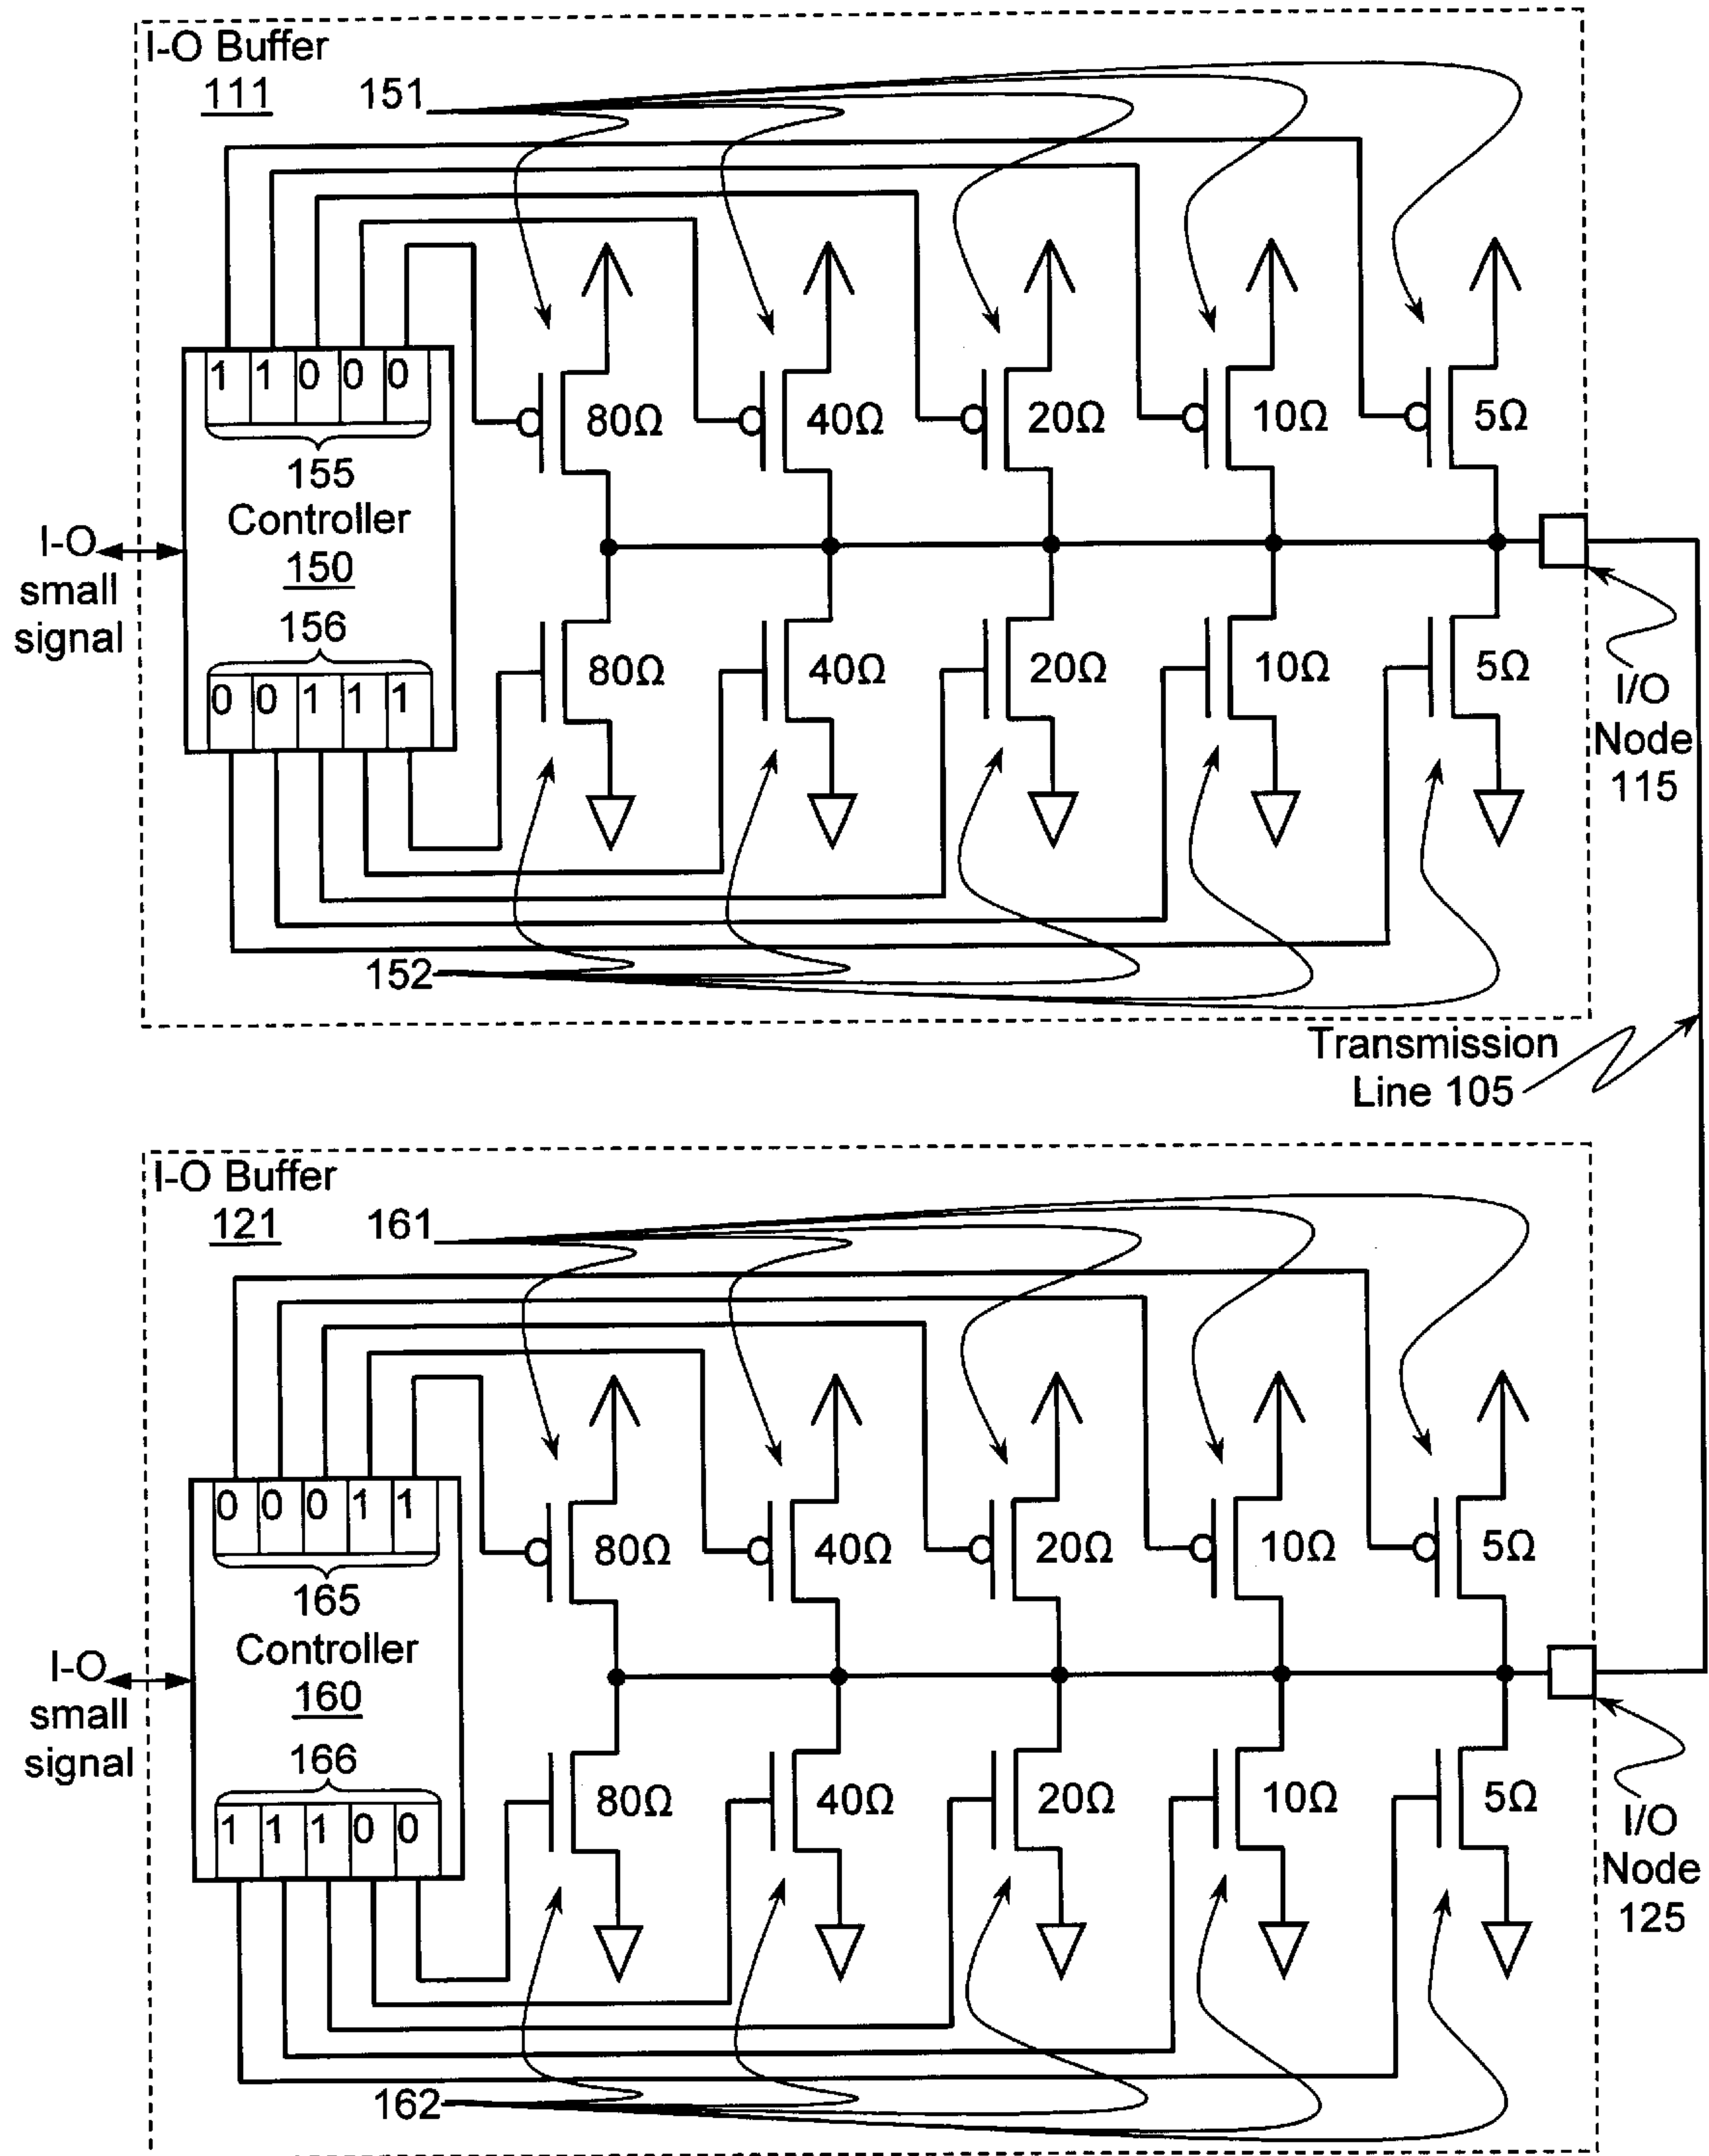 I-O Buffer
111
151
1 1 0 0 0
80Ω 40Ω 20Ω 10Ω 5Ω
155
Controller
150
156
0 0 1 1 1
I-O
small
signal
80Ω 40Ω 20Ω 10Ω 5Ω
I/O
Node
115
152
Transmission
Line 105
I-O Buffer
121
161
0 0 0 1 1
80Ω 40Ω 20Ω 10Ω 5Ω
165
Controller
160
166
1 1 1 0 0
I-O
small
signal
80Ω 40Ω 20Ω 10Ω 5Ω
I/O
Node
125
162